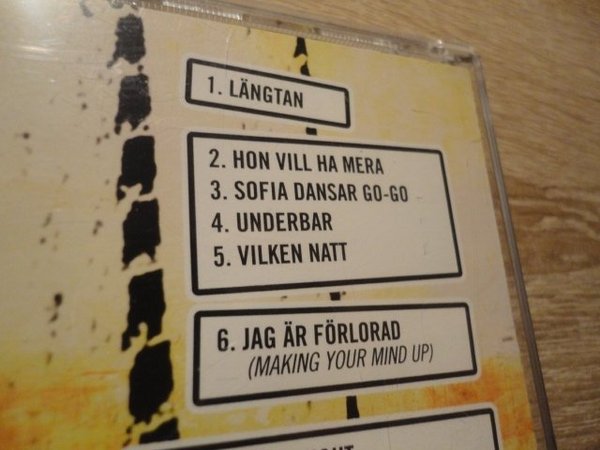 1. LÄNGTAN
2. HON VILL HA MERA
3. SOFIA DANSAR GO-GO
4. UNDERBAR
5. VILKEN NATT
6. JAG ÄR FÖRLORAD
(MAKING YOUR MIND UP)